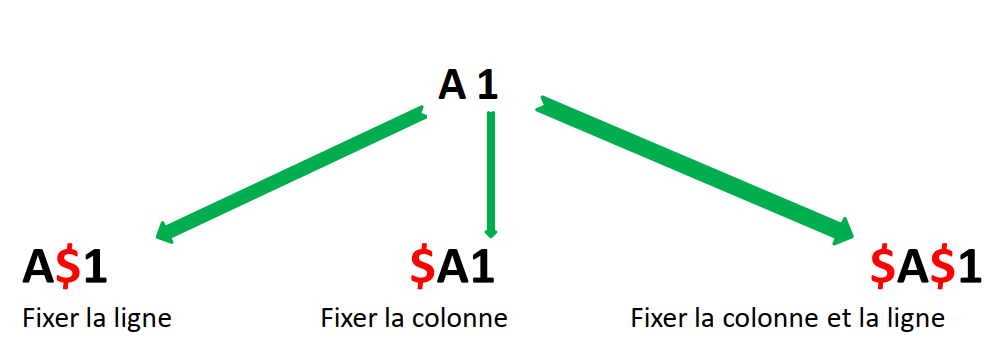 A 1
A$1
$A1
$A$1
Fixer la ligne
Fixer la colonne
Fixer la colonne et la ligne